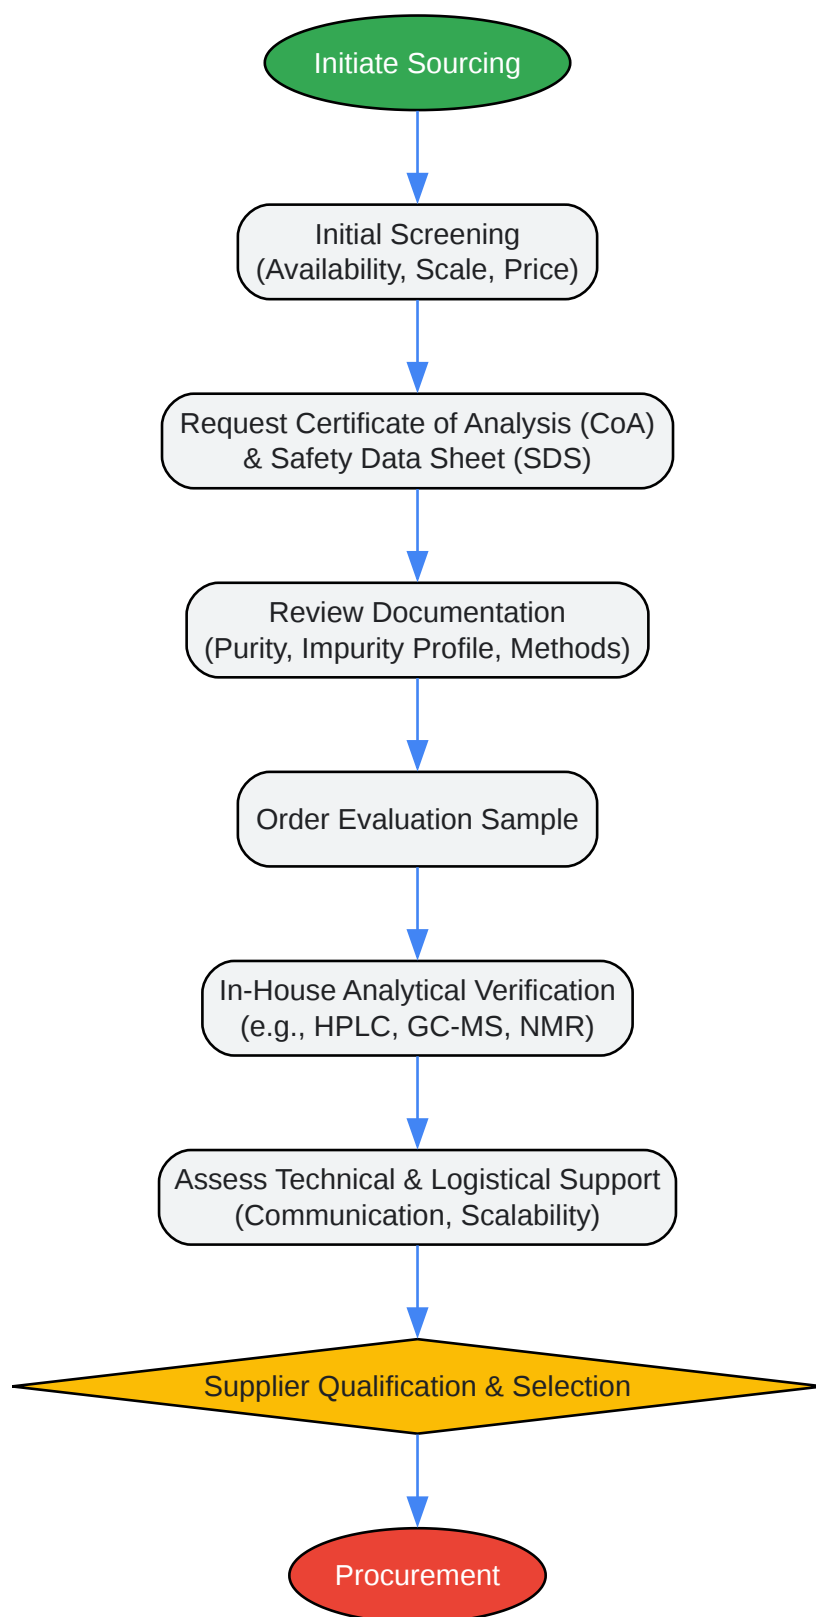 Initiate Sourcing
Initial Screening
(Availability, Scale, Price)
Request Certificate of Analysis (CoA)
& Safety Data Sheet (SDS)
Review Documentation
(Purity, Impurity Profile, Methods)
Order Evaluation Sample
In-House Analytical Verification
(e.g., HPLC, GC-MS, NMR)
Assess Technical & Logistical Support
(Communication, Scalability)
Supplier Qualification & Selection
Procurement